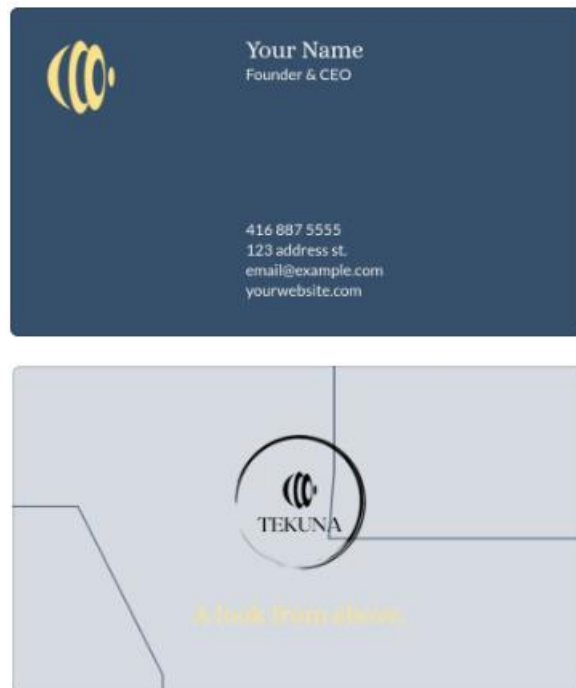 Your Name
Founder & CEO
416 887 5555
123 address st.
email@example.com
yourwebsite.com
TEKUNA
A look from above